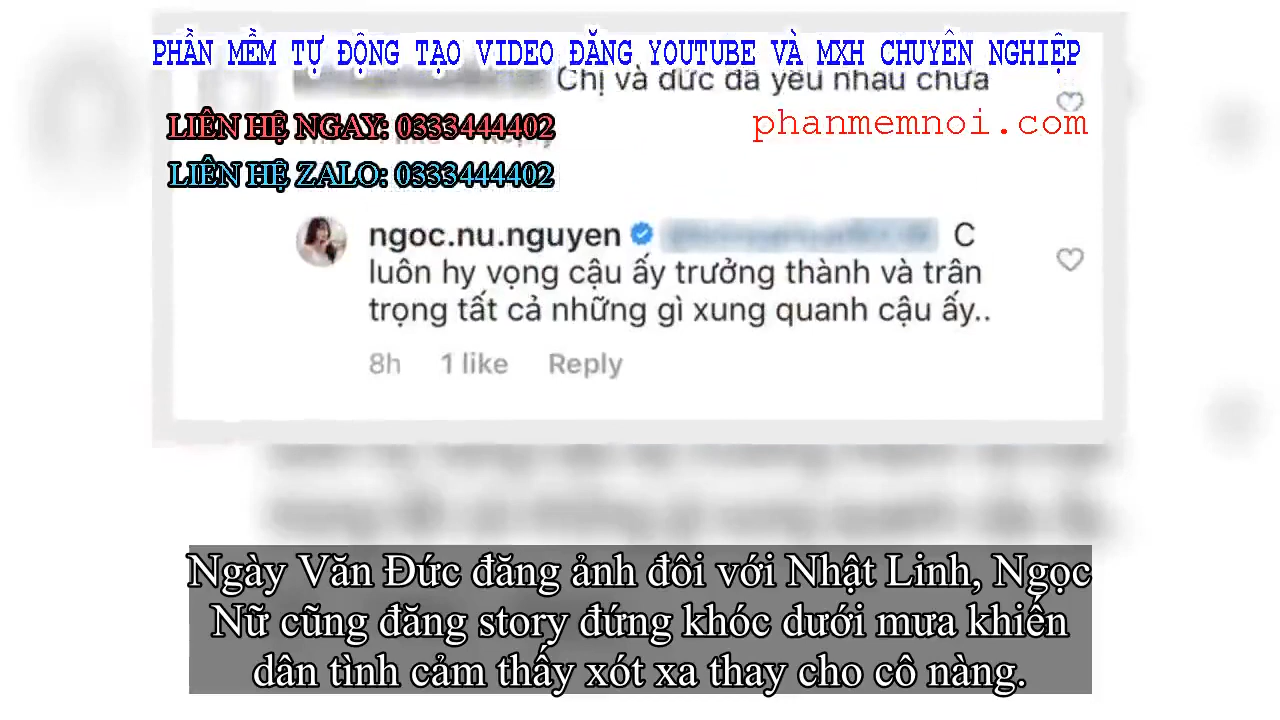 PHẦN MỀM TỰ ĐỘNG TẠO VIDEO ĐĂNG YOUTUBE VÀ MXH CHUYÊN NGHIỆP
Chị và đức đã yêu nhau chưa
LIÊN HỆ NGAY: 0333444402
phanmemnoi.com
Reply
LIÊN HỆ ZALO: 0333444402
ngoc.nu.nguyen C
luôn hy vọng cậu ấy trưởng thành và trân
trọng tất cả những gì xung quanh cậu ấy..
8h 1 like Reply
Ngày Văn Đức đăng ảnh đôi với Nhật Linh, Ngọc
Nữ cũng đăng story đứng khóc dưới mưa khiến
dân tình cảm thấy xót xa thay cho cô nàng.